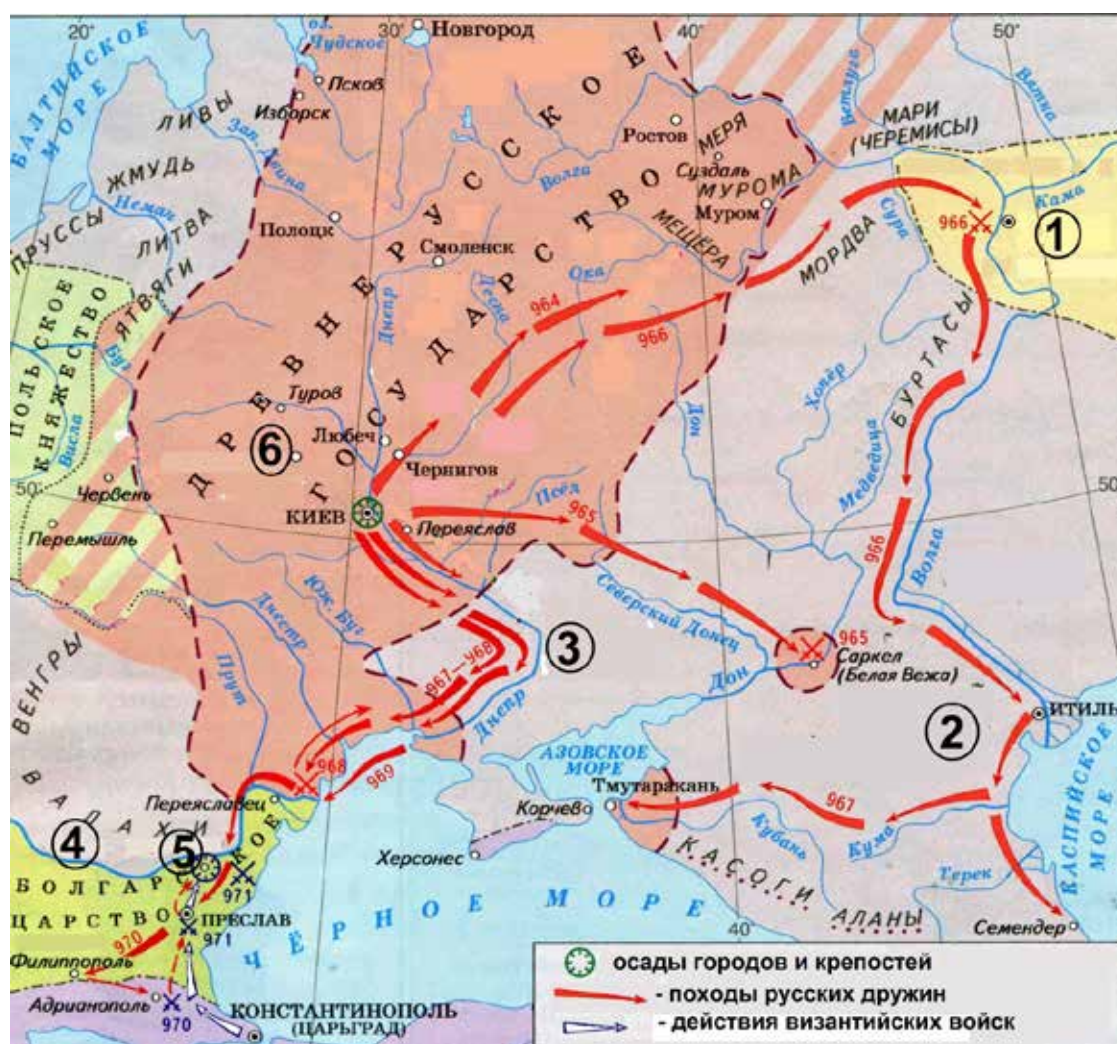 20°
30°
40°
50°
БАЛТИЙСКОЕ
МОРЕ
оз.
Чудское
Новгород
Псков
Изборск
ЛИВЫ
Зап. Двина
ЖМУДЬ
Неман
ПРУССЫ
ЛИТВА
ЯТВЯГИ
Полоцк
Смоленск
Волга
Ростов
МЕРЯ
Суздаль
МУРОМА
Муром
МЕЩЁРА
МОРДВА
Ветлуга
Вятка
МАРИ
(ЧЕРЕМИСЫ)
Сура
Кама
966
1
ДРЕВНЕРУССКОЕ
ГОСУДАРСТВО
Днепр
Десна
Ока
964
966
ПОЛЬСКОЕ
КНЯЖЕСТВО
Буг
Висла
Туров
Любеч
6
Чернигов
Червень
50°
Перемышль
КИЕВ
Переяслав
Псёл
965
Дон
Хопёр
Медведица
БУРТАСЫ
50°
966
Волга
Северский Донец
965
Саркел
(Белая Вежа)
Дон
3
Днестр
Юж. Буг
Прут
967—968
Днепр
ВЕНГРЫ
968
969
2
ИТИЛЬ
АЗОВСКОЕ
МОРЕ
Тмутаракань
Корчев
967
Кубань
Кума
КАСПИЙСКОЕ
МОРЕ
Терек
КАСОГИ
АЛАНЫ
Семендер
40
Переяславец
ВАЛАХИ
4
5
БОЛГАРСКОЕ
ЦАРСТВО
971
ПРЕСЛАВ
971
970
Филиппополь
Адрианополь
970
Херсонес
ЧЁРНОЕ МОРЕ
КОНСТАНТИНОПОЛЬ
(ЦАРЬГРАД)
осады городов и крепостей
- походы русских дружин
- действия византийских войск